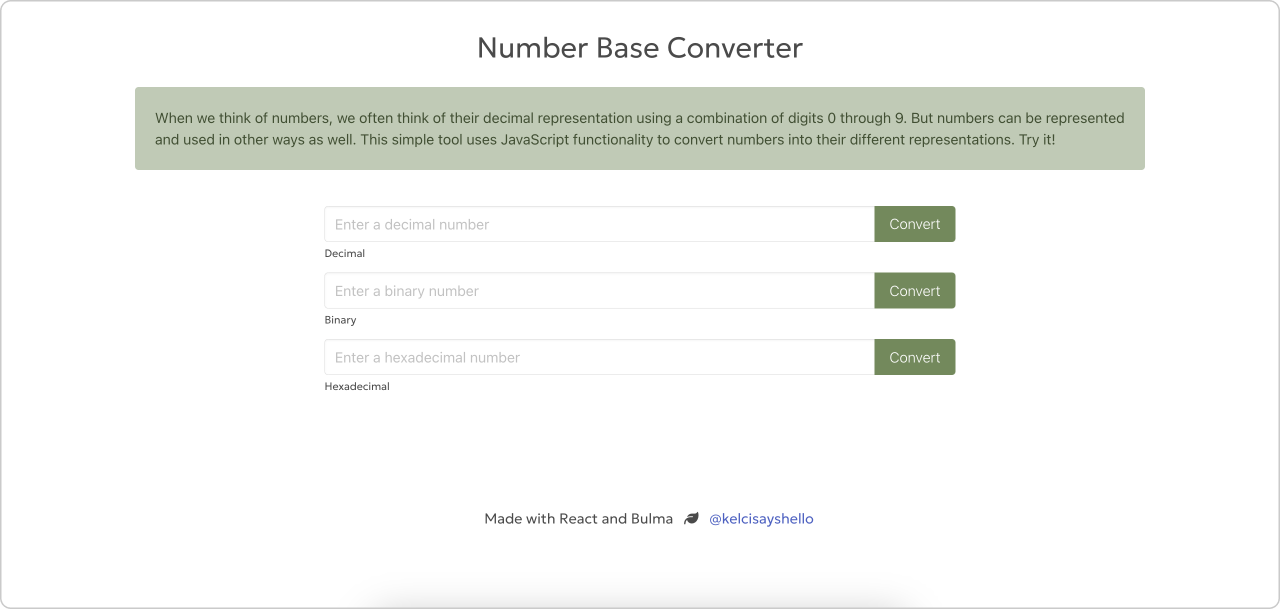 Number Base Converter
When we think of numbers, we often think of their decimal representation using a combination of digits 0 through 9. But numbers can be represented
and used in other ways as well. This simple tool uses JavaScript functionality to convert numbers into their different representations. Try it!
Enter a decimal number Convert
Decimal
Enter a binary number Convert
Binary
Enter a hexadecimal number Convert
Hexadecimal
Made with React and Bulma @kelcisayshello